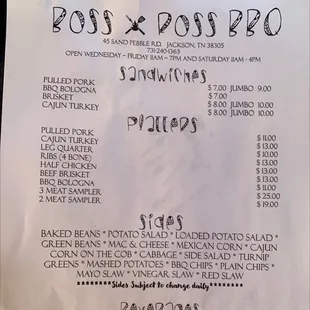 BOSS & DOSS BBQ
45 SAND PEBBLE RD. JACKSON, TN 38305
731-240-1363
OPEN WEDNESDAY - FRIDAY 11AM - 7PM AND SATURDAY 11AM - 4PM
Sandwiches
PULLED PORK $ 7.00 JUMBO 9.00
BBQ BOLOGNA $ 7.00
BRISKET $ 8.00 JUMBO 10.00
CAJUN TURKEY $ 8.00 JUMBO 10.00
Platters
PULLED PORK $ 11.00
CAJUN TURKEY $ 13.00
LEG QUARTER $ 10.00
RIBS (4 BONE) $ 13.00
HALF CHICKEN $ 13.00
BEEF BRISKET $ 13.00
BBQ BOLOGNA $ 11.00
3 MEAT SAMPLER $ 25.00
2 MEAT SAMPLER $ 19.00
Sides
BAKED BEANS * POTATO SALAD * LOADED POTATO SALAD *
GREEN BEANS * MAC & CHEESE * MEXICAN CORN * CAJUN
CORN ON THE COB * CABBAGE * SIDE SALAD * TURNIP
GREENS * MASHED POTATOES * BBQ CHIPS * PLAIN CHIPS *
MAYO SLAW * VINEGAR SLAW * RED SLAW
********Sides Subject to change daily********
Beverages